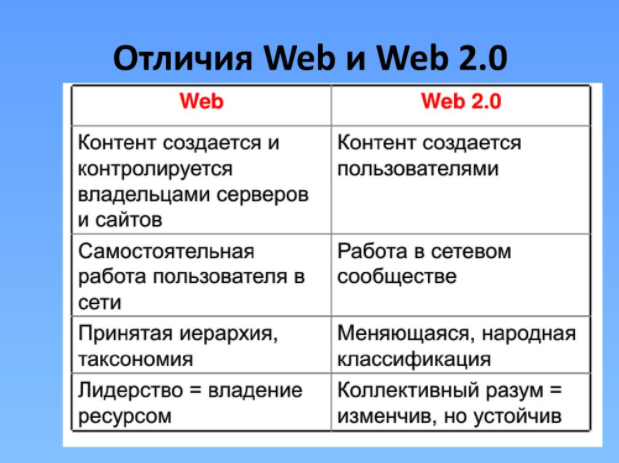 Отличия Web и Web 2.0
Web
Web 2.0
Контент создается и
контролируется
владельцами серверов
и сайтов
Контент создается
пользователями
Самостоятельная
работа пользователя в
сети
Работа в сетевом
сообществе
Принятая иерархия,
таксономия
Меняющаяся, народная
классификация
Лидерство = владение
ресурсом
Коллективный разум =
изменчив, но устойчив